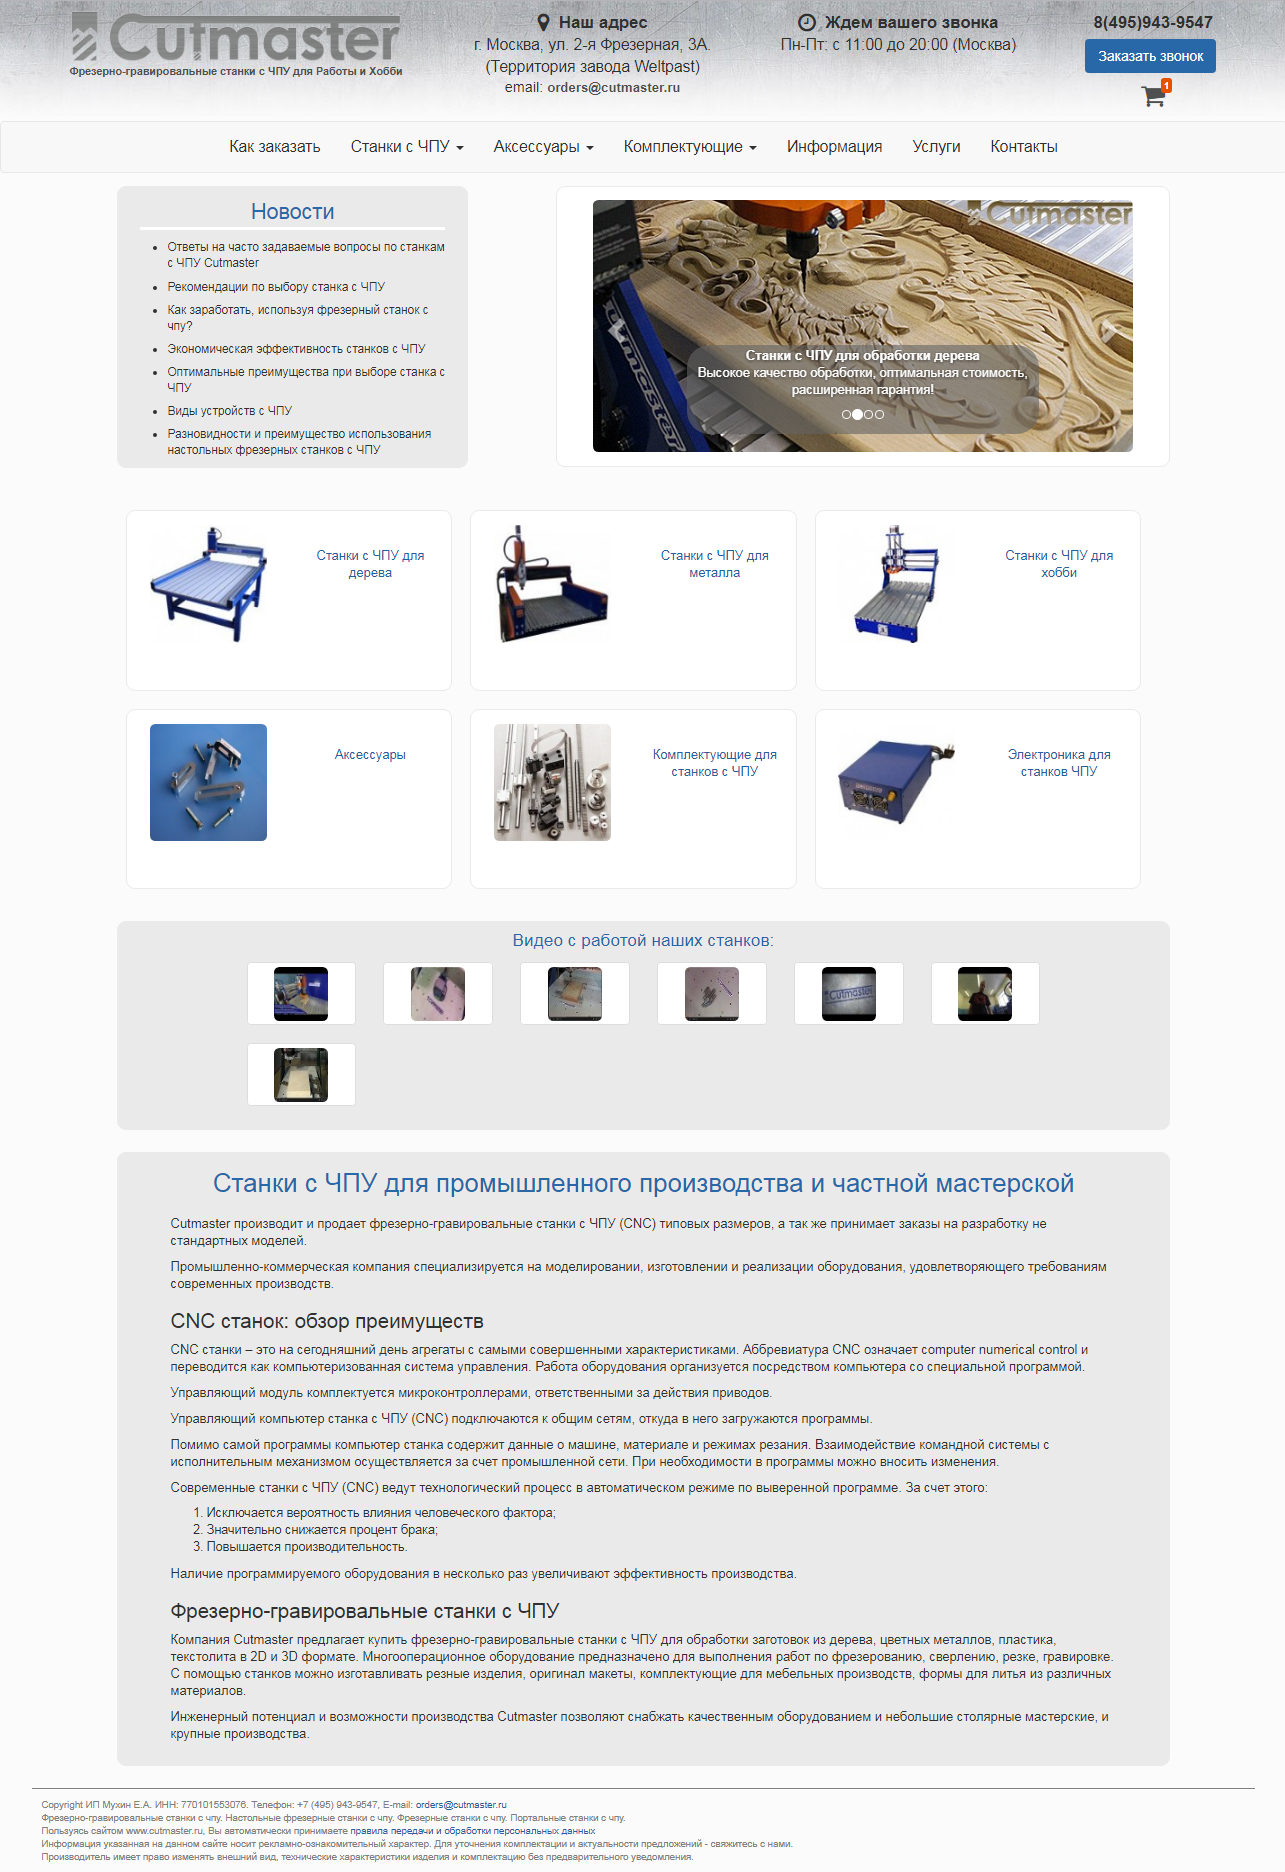 Cutmaster
Фрезерно-гравировальные станки с ЧПУ для Работы и Хобби
Наш адрес
г. Москва, ул. 2-я Фрезерная, 3А.
(Территория завода Weltpast)
email: orders@cutmaster.ru
Ждем вашего звонка
Пн-Пт: с 11:00 до 20:00 (Москва)
8(495)943-9547
Заказать звонок
1
Как заказать Станки с ЧПУ Аксессуары Комплектующие Информация Услуги Контакты
Новости
Ответы на часто задаваемые вопросы по станкам
с ЧПУ Cutmaster
Рекомендации по выбору станка с ЧПУ
Как заработать, используя фрезерный станок с
чпу?
Экономическая эффективность станков с ЧПУ
Оптимальные преимущества при выборе станка с
ЧПУ
Виды устройств с ЧПУ
Разновидности и преимущество использования
настольных фрезерных станков с ЧПУ
Cutmaster
Станки с ЧПУ для обработки дерева
Высокое качество обработки, оптимальная стоимость,
расширенная гарантия!
Станки с ЧПУ для
дерева
Станки с ЧПУ для
металла
Станки с ЧПУ для
хобби
Аксессуары
Комплектующие для
станков с ЧПУ
Электроника для
станков ЧПУ
Видео с работой наших станков:
Cutmaster
Станки с ЧПУ для промышленного производства и частной мастерской
Cutmaster производит и продает фрезерно-гравировальные станки с ЧПУ (CNC) типовых размеров, а так же принимает заказы на разработку не
стандартных моделей.
Промышленно-коммерческая компания специализируется на моделировании, изготовлении и реализации оборудования, удовлетворяющего требованиям
современных производств.
CNC станок: обзор преимуществ
CNC станки – это на сегодняшний день агрегаты с самыми совершенными характеристиками. Аббревиатура CNC означает computer numerical control и
переводится как компьютеризованная система управления. Работа оборудования организуется посредством компьютера со специальной программой.
Управляющий модуль комплектуется микроконтроллерами, ответственными за действия приводов.
Управляющий компьютер станка с ЧПУ (CNC) подключаются к общим сетям, откуда в него загружаются программы.
Помимо самой программы компьютер станка содержит данные о машине, материале и режимах резания. Взаимодействие командной системы с
исполнительным механизмом осуществляется за счет промышленной сети. При необходимости в программы можно вносить изменения.
Современные станки с ЧПУ (CNC) ведут технологический процесс в автоматическом режиме по выверенной программе. За счет этого:
1. Исключается вероятность влияния человеческого фактора;
2. Значительно снижается процент брака;
3. Повышается производительность.
Наличие программируемого оборудования в несколько раз увеличивают эффективность производства.
Фрезерно-гравировальные станки с ЧПУ
Компания Cutmaster предлагает купить фрезерно-гравировальные станки с ЧПУ для обработки заготовок из дерева, цветных металлов, пластика,
текстолита в 2D и 3D формате. Многооперационное оборудование предназначено для выполнения работ по фрезерованию, сверлению, резке, гравировке.
С помощью станков можно изготавливать резные изделия, оригинал макеты, комплектующие для мебельных производств, формы для литья из различных
материалов.
Инженерный потенциал и возможности производства Cutmaster позволяют снабжать качественным оборудованием и небольшие столярные мастерские, и
крупные производства.
Copyright ИП Мухин Е.А. ИНН: 770101553076. Телефон: +7 (495) 943-9547, E-mail: orders@cutmaster.ru
Фрезерно-гравировальные станки с чпу. Настольные фрезерные станки с чпу. Фрезерные станки с чпу. Портальные станки с чпу.
Пользуясь сайтом www.cutmaster.ru, Вы автоматически принимаете правила передачи и обработки персональных данных
Информация указанная на данном сайте носит рекламно-ознакомительный характер. Для уточнения комплектации и актуальности предложений - свяжитесь с нами.
Производитель имеет право изменять внешний вид, технические характеристики изделия и комплектацию без предварительного уведомления.